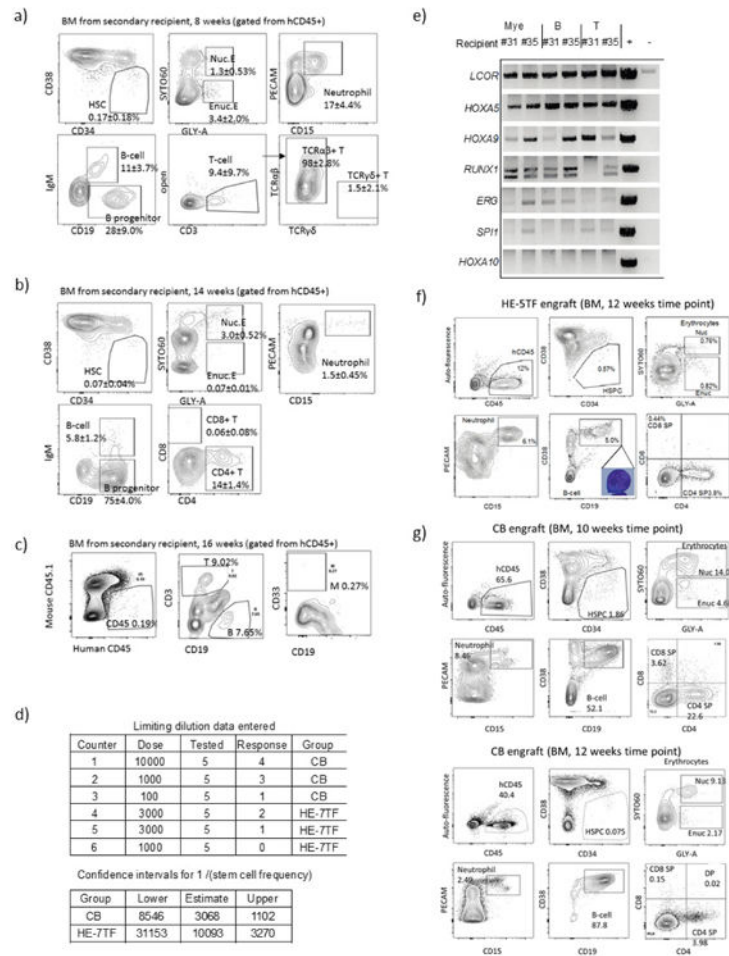 a)
BM from secondary recipient, 8 weeks (gated from hCD45+)
CD38
HSC
0.17±0.18%
CD34
SYTO60
Nuc.E
1.3±0.53%
Enuc.E
3.4±2.0%
GLY-A
PECAM
Neutrophil
17±4.4%
CD15
IgM
B-cell
11±3.7%
B progenitor
28±9.0%
CD19
open
T-cell
9.4±9.7%
CD3
TCRαβ
TCRαβ+ T
98±2.8%
TCRγδ+ T
1.5±2.1%
TCRγδ
b)
BM from secondary recipient, 14 weeks (gated from hCD45+)
CD38
HSC
0.07±0.04%
CD34
SYTO60
Nuc.E
3.0±0.52%
Enuc.E
0.07±0.01%
GLY-A
PECAM
Neutrophil
1.5±0.45%
CD15
IgM
B-cell
5.8±1.2%
B progenitor
75±4.0%
CD19
CD8
CD8+ T
0.06±0.08%
CD4+ T
14±1.4%
CD4
c)
BM from secondary recipient, 16 weeks (gated from hCD45+)
Mouse CD45.1
CD45 0.19%
Human CD45
CD3
T 9.02%
B 7.65%
CD19
CD33
M 0.27%
CD19
d)
Limiting dilution data entered
Counter Dose Tested Response Group
1 10000 5 4 CB
2 1000 5 3 CB
3 100 5 1 CB
4 3000 5 2 HE-7TF
5 3000 5 1 HE-7TF
6 1000 5 0 HE-7TF
Confidence intervals for 1 /(stem cell frequency)
Group Lower Estimate Upper
CB 8546 3068 1102
HE-7TF 31153 10093 3270
e)
Mye B T
Recipient #31 #35 #31 #35 #31 #35 + -
LCOR
HOXA5
HOXA9
RUNX1
ERG
SPI1
HOXA10
f)
HE-5TF engraft (BM, 12 weeks time point)
Auto-fluorescence
hCD45
12%
CD45
CD38
0.57%
HSPC
CD34
Erythrocytes
SYTO60
Nuc
0.76%
0.82%
Enuc
GLY-A
PECAM
Neutrophil
6.1%
CD15
CD38
5.0%
B-cell
CD19
CD8
0.44%
CD8 SP
CD4 SP3.8%
CD4
g)
CB engraft (BM, 10 weeks time point)
Auto-fluorescence
hCD45
65.6
CD45
CD38
HSPC 1.86
CD34
Erythrocytes
SYTO60
Nuc 14.0
Enuc 4.68
GLY-A
PECAM
Neutrophil
8.46
CD15
CD38
B-cell
52.1
CD19
CD8
CD8 SP
3.62
CD4 SP
22.6
CD4
CB engraft (BM, 12 weeks time point)
Auto-fluorescence
hCD45
40.4
CD45
CD38
HSPC 0.075
CD34
Erythrocytes
SYTO60
Nuc 9.13
Enuc 2.17
GLY-A
PECAM
Neutrophil
2.49
CD15
CD38
B-cell
87.8
CD19
CD8
CD8 SP
0.15
DP
0.02
CD4 SP
3.98
CD4